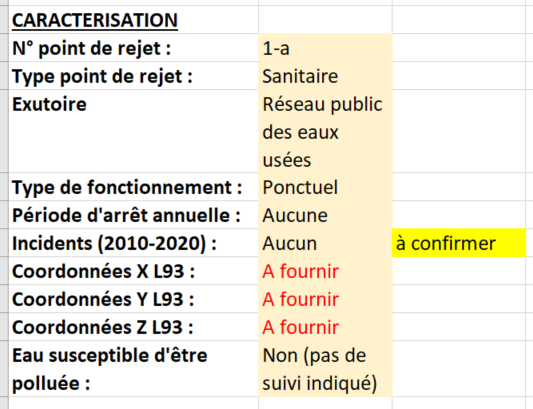 CARACTERISATION
N° point de rejet : 1-a
Type point de rejet : Sanitaire
Exutoire Réseau public
des eaux
usées
Type de fonctionnement : Ponctuel
Période d'arrêt annuelle : Aucune
Incidents (2010-2020) : Aucun à confirmer
Coordonnées X L93 : A fournir
Coordonnées Y L93 : A fournir
Coordonnées Z L93 : A fournir
Eau susceptible d'être Non (pas de
polluée : suivi indiqué)